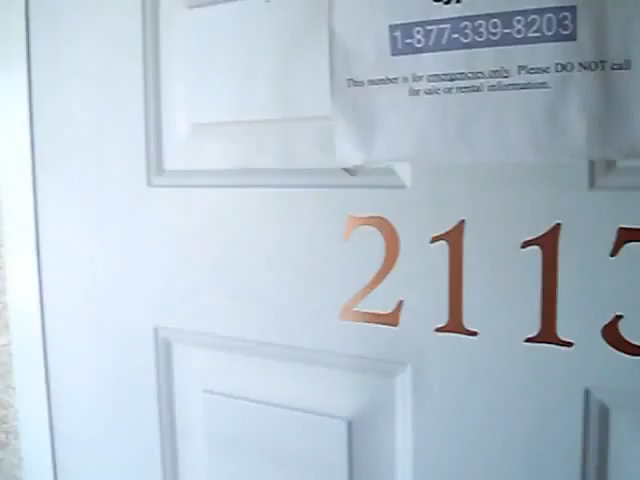 1-877-339-8203
This number is for emergencies only. Please DO NOT call
for sale or rental information.
2113